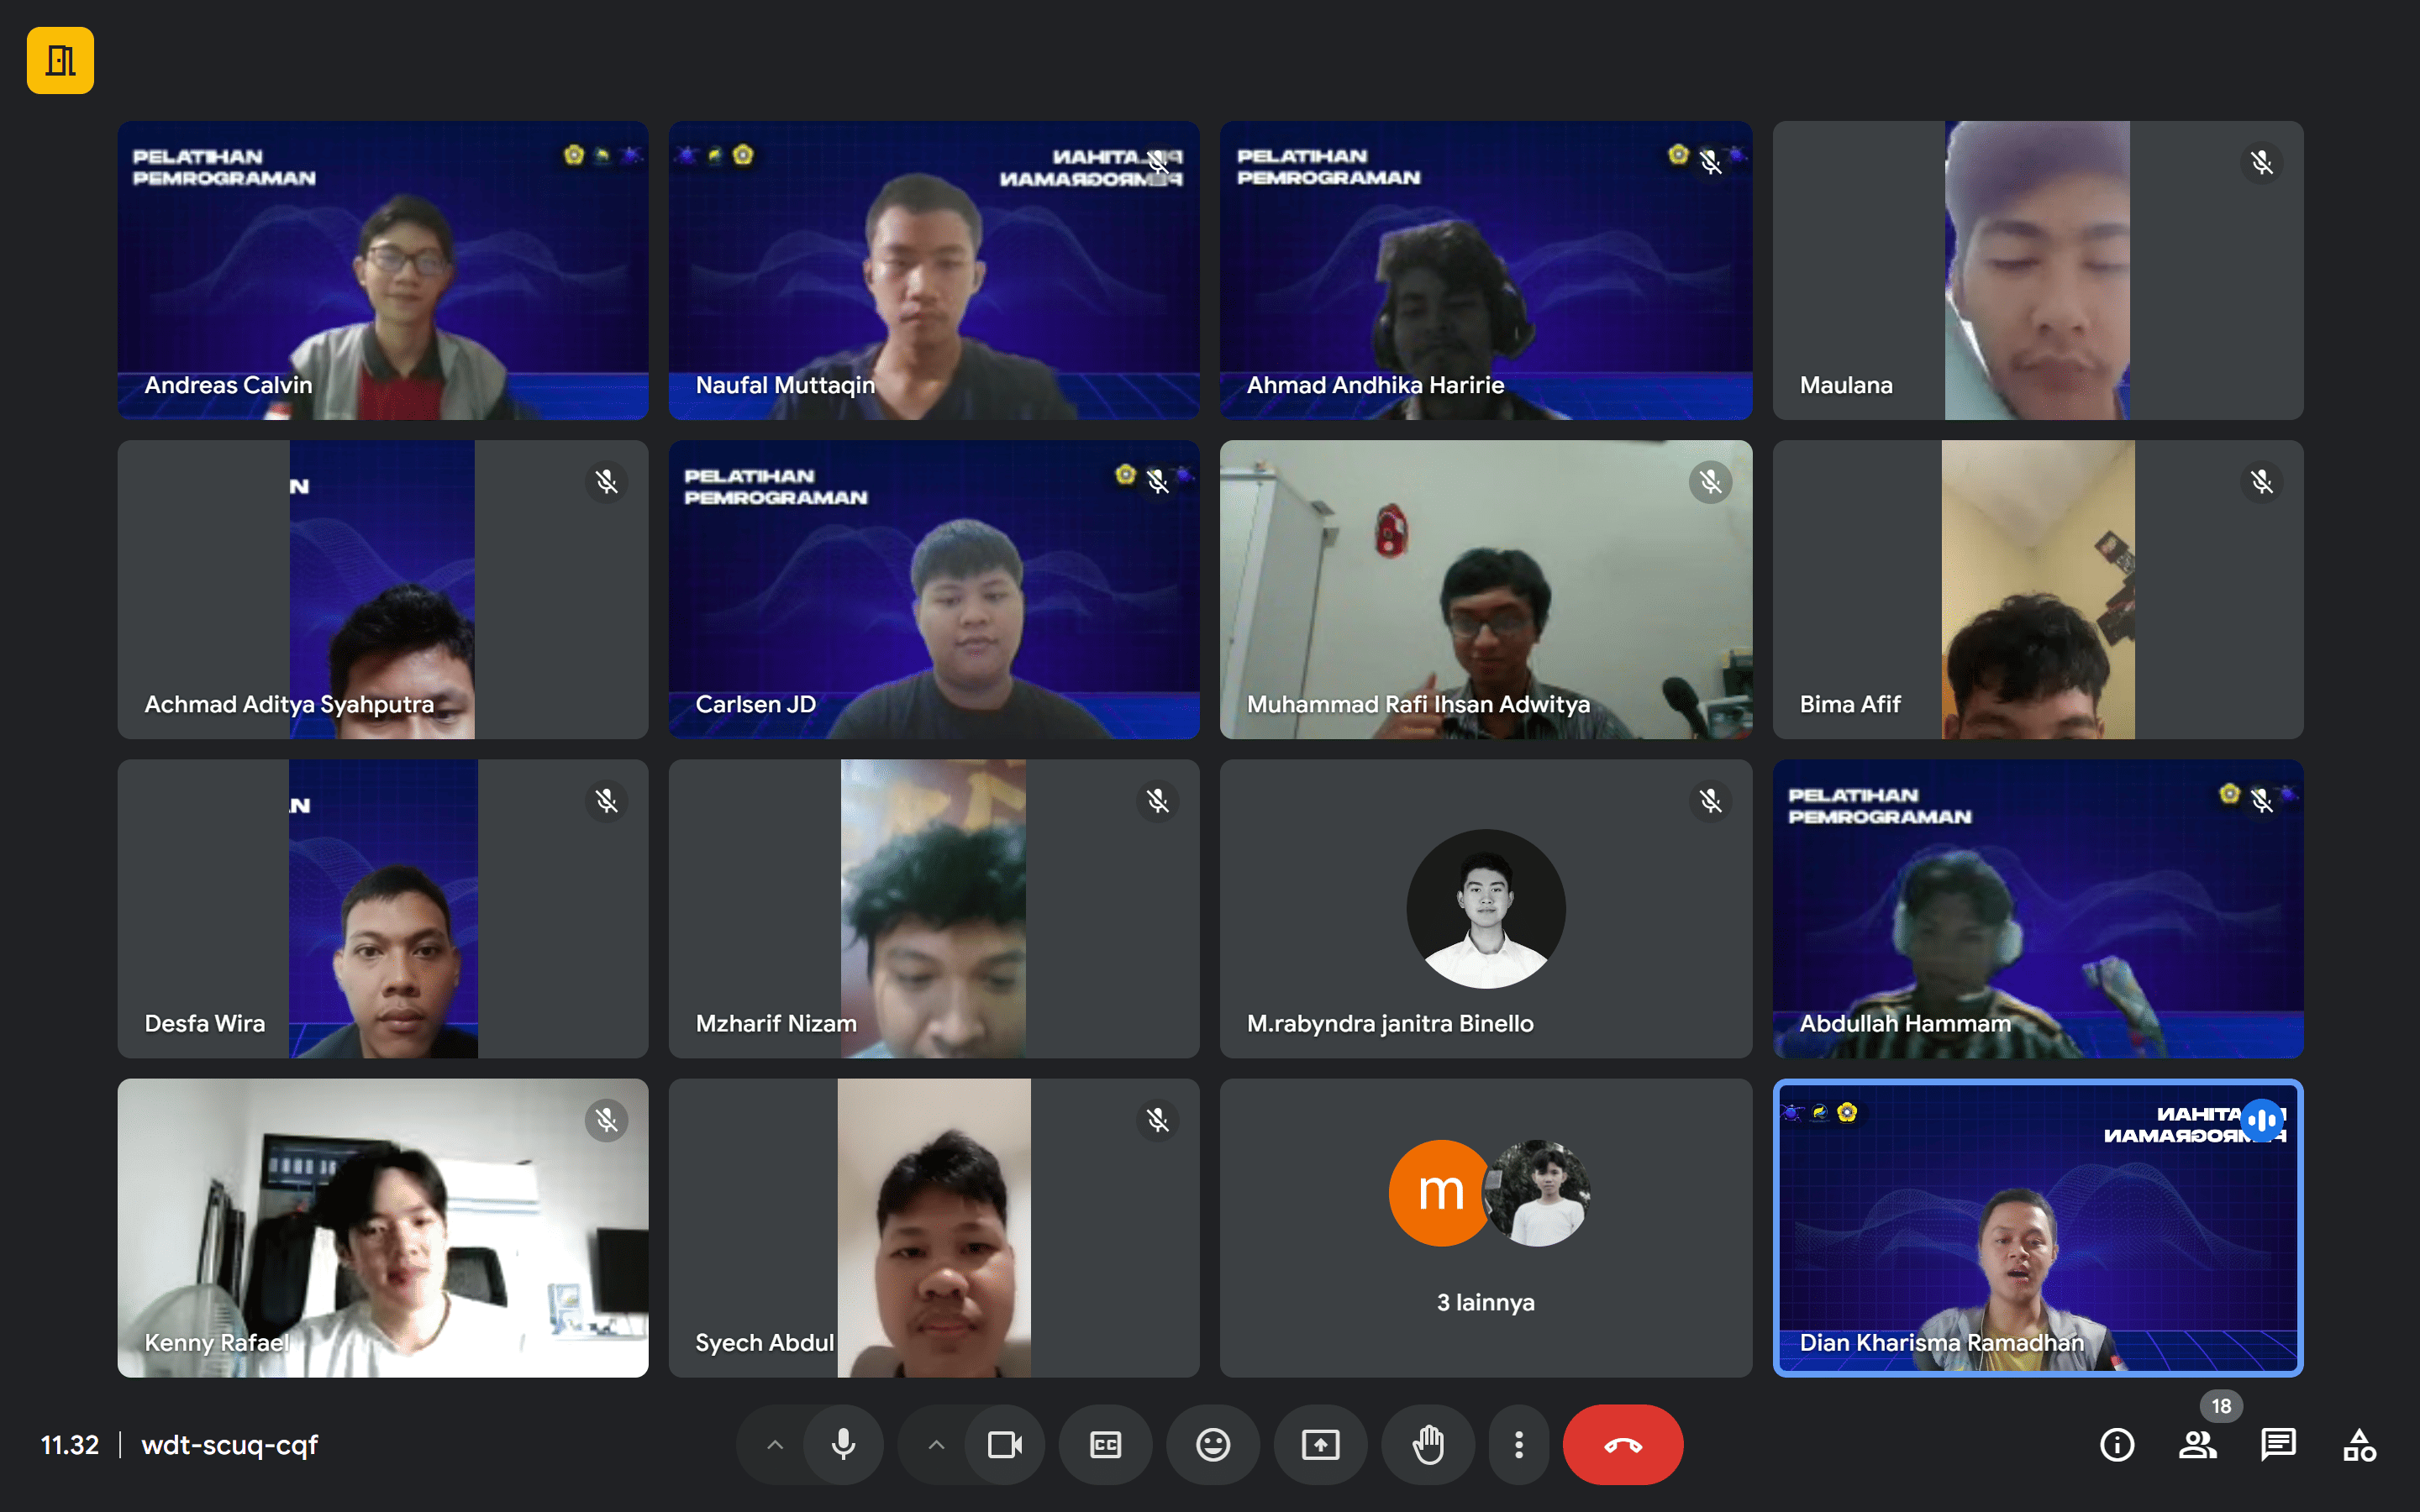 PELATIHAN
PEMROGRAMAN
Andreas Calvin
PEMROGRAMAN
Naufal Muttaqin
PELATIHAN
PEMROGRAMAN
Ahmad Andhika Haririe
Maulana
N
Achmad Aditya Syahputra
PELATIHAN
PEMROGRAMAN
Carlsen JD
Muhammad Rafi Ihsan Adwitya
Bima Afif
N
Desfa Wira
Mzharif Nizam
M.rabyndra janitra Binello
PELATIHAN
PEMROGRAMAN
Abdullah Hammam
Kenny Rafael
Syech Abdul
m
3 lainnya
Dian Kharisma Ramadhan
11.32
wdt-scuq-cqf
CC
18